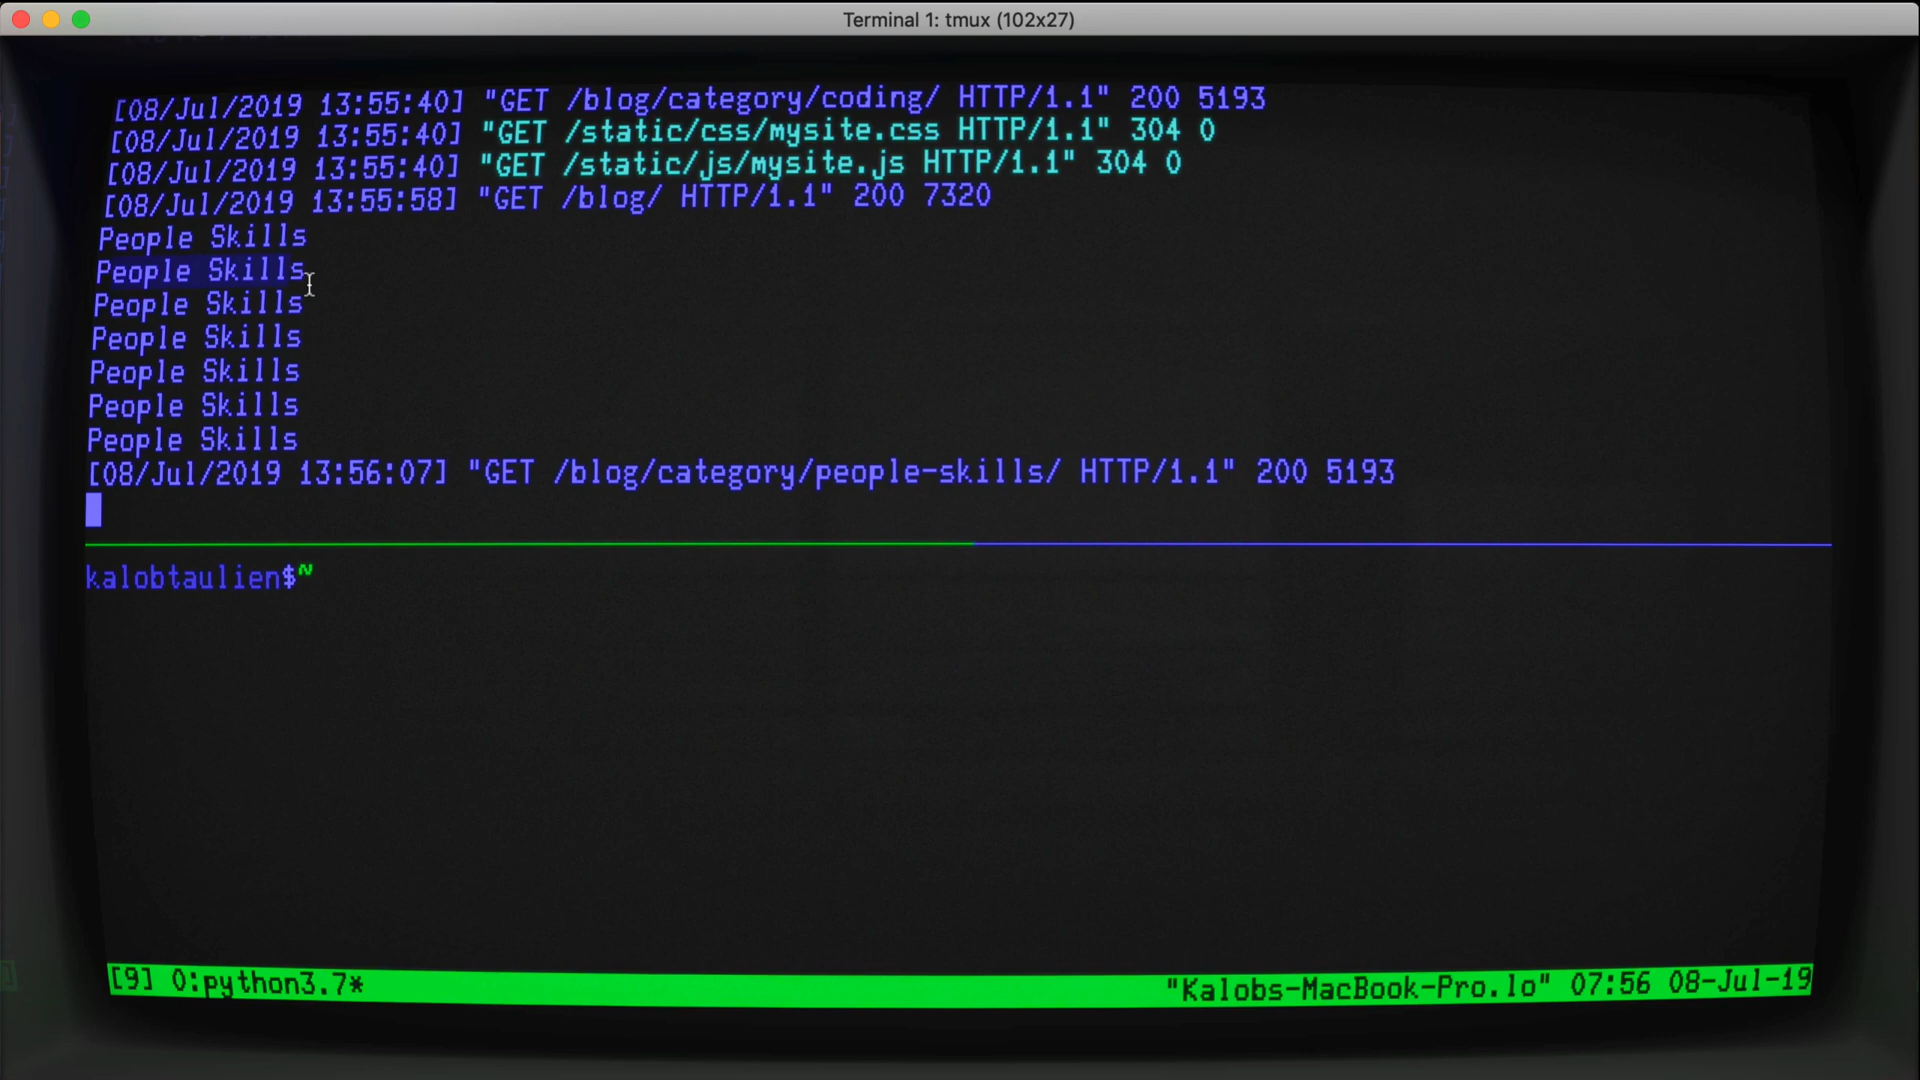 Terminal 1: tmux (102x27)
[08/Jul/2019 13:55:40] "GET /blog/category/coding/ HTTP/1.1" 200 5193
[08/Jul/2019 13:55:40] "GET /static/css/mysite.css HTTP/1.1" 304 0
[08/Jul/2019 13:55:40] "GET /static/js/mysite.js HTTP/1.1" 304 0
[08/Jul/2019 13:55:58] "GET /blog/ HTTP/1.1" 200 7320
People Skills
People Skills
People Skills
People Skills
People Skills
People Skills
People Skills
[08/Jul/2019 13:56:07] "GET /blog/category/people-skills/ HTTP/1.1" 200 5193
kalobtaulien$~
[9] 0:python3.7* "Kalobs-MacBook-Pro.lo" 07:56 08-Jul-19